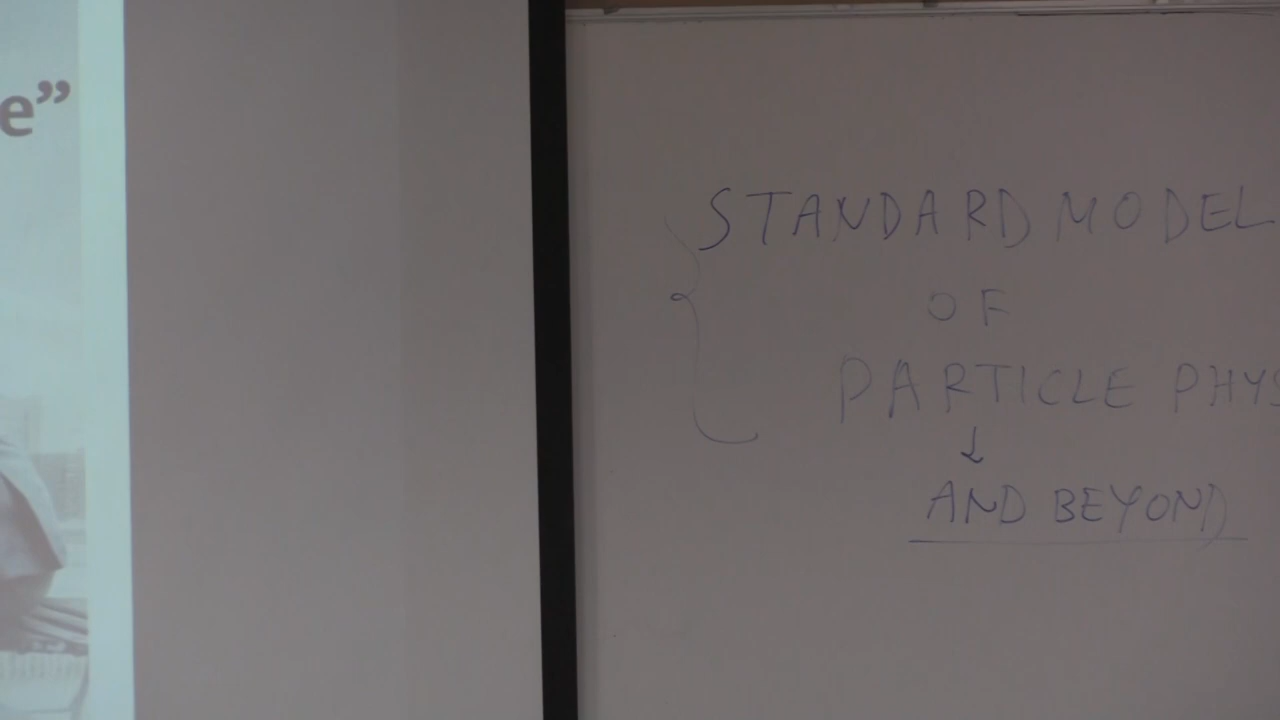 e”
STANDARD MODEL
OF
PARTICLE PHYS
AND BEYOND